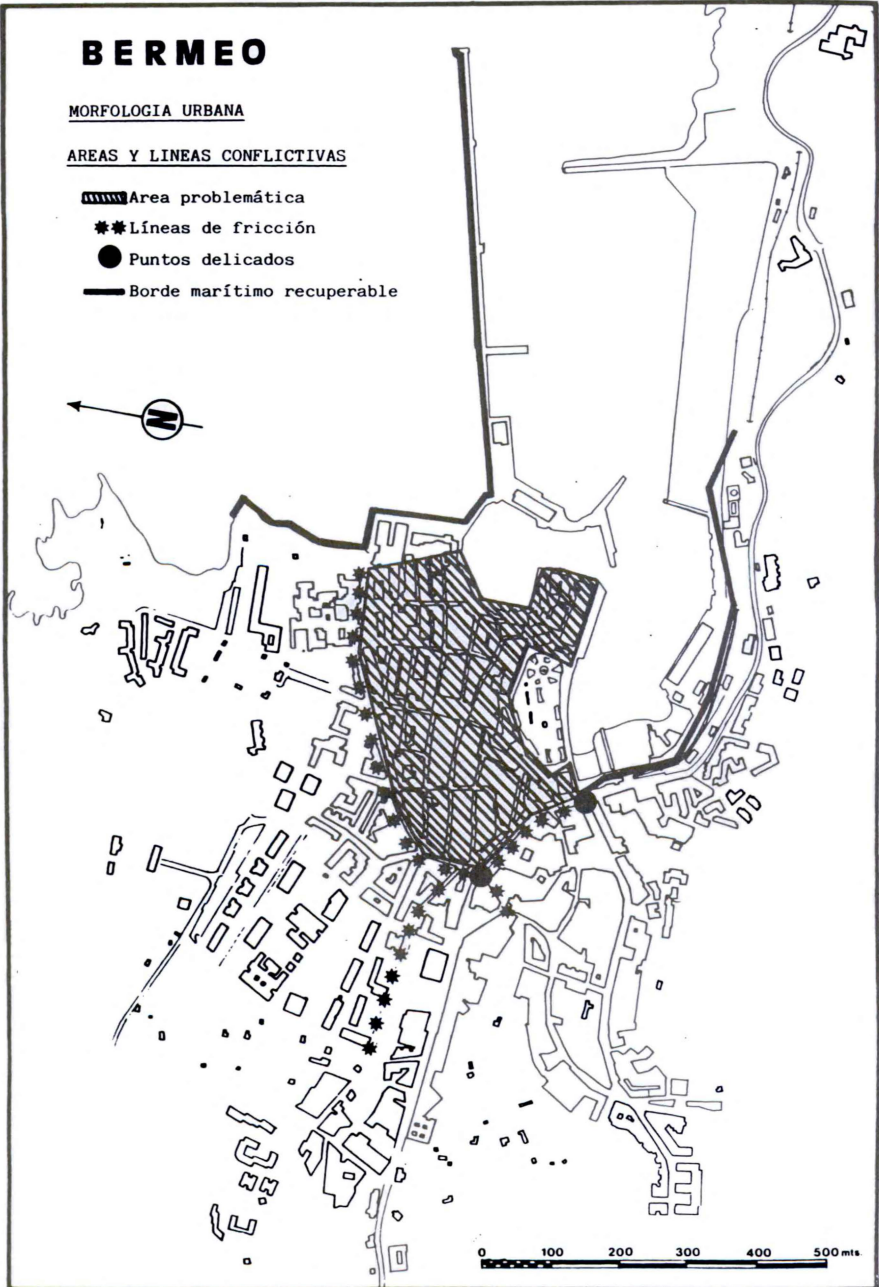 BERMEO
MORFOLOGIA URBANA
AREAS Y LINEAS CONFLICTIVAS
Area problemática
Líneas de fricción
Puntos delicados
Borde marítimo recuperable
N
0 100 200 300 400 500 mts.